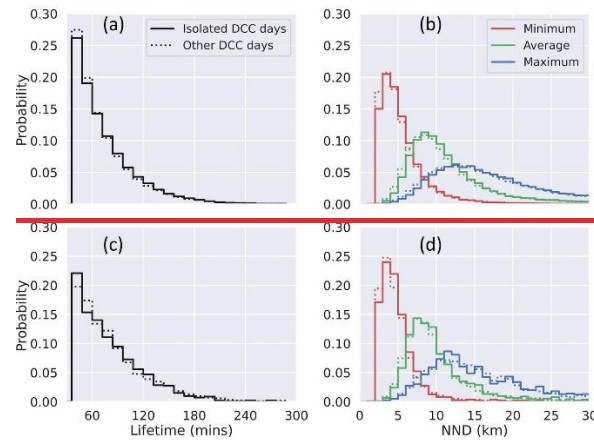 0.30
0.25
0.20
0.15
0.10
0.05
0.00
Probability
(a)
Isolated DCC days
Other DCC days
0.30
0.25
0.20
0.15
0.10
0.05
0.00
(b)
Minimum
Average
Maximum
0.30
0.25
0.20
0.15
0.10
0.05
0.00
Probability
(c)
60 120 180 240 300
Lifetime (mins)
0.30
0.25
0.20
0.15
0.10
0.05
0.00
(d)
0 5 10 15 20 25 30
NND (km)